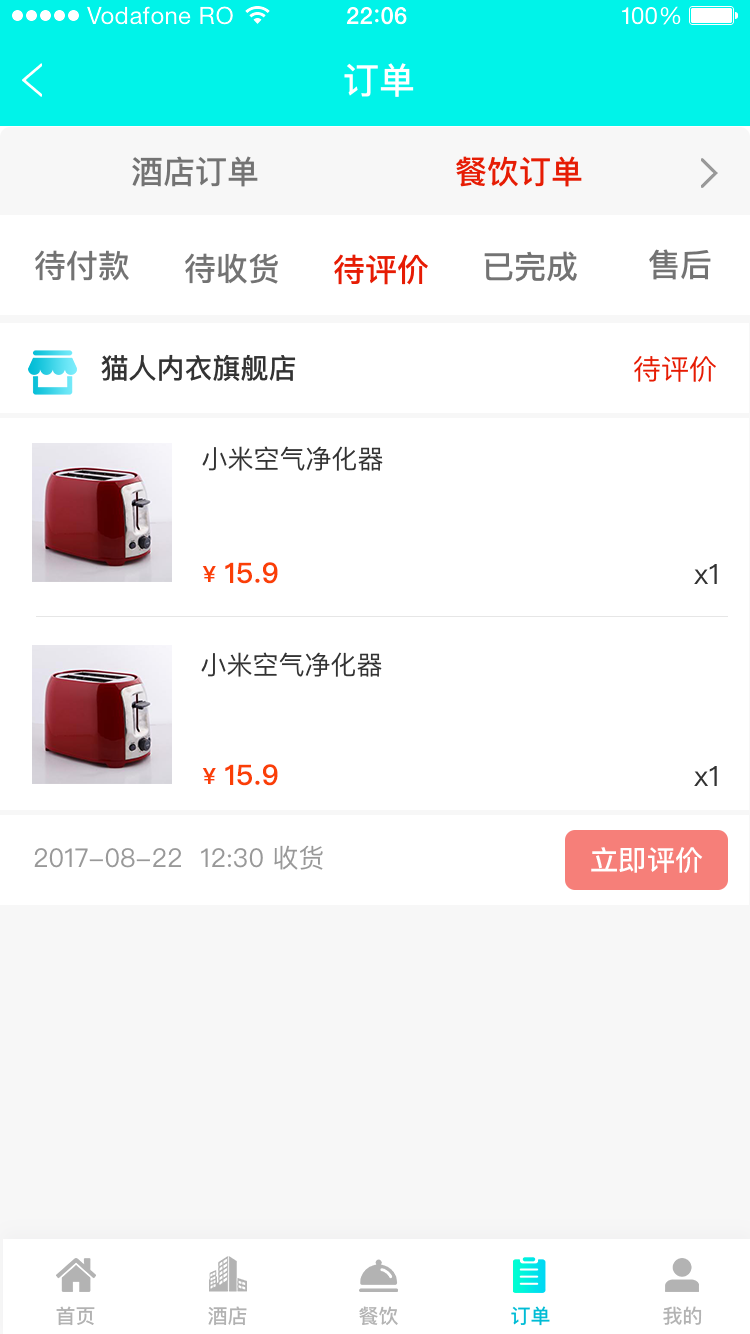 Vodafone RO 22:06 100%
订单
酒店订单 餐饮订单
待付款 待收货 待评价 已完成 售后
猫人内衣旗舰店 待评价
小米空气净化器
¥ 15.9 x1
小米空气净化器
¥ 15.9 x1
2017-08-22 12:30 收货 立即评价
首页 酒店 餐饮 订单 我的